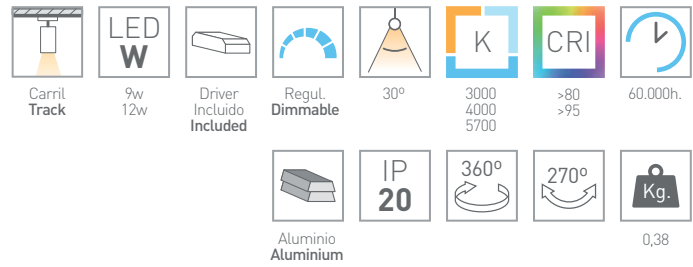 LED
W
K
CRI
Carril
Track
9w
12w
Driver
Incluido
Included
Regul.
Dimmable
30º
3000
4000
5700
>80
>95
60.000h.
IP
20
360º
270º
Kg.
Aluminio
Aluminium
0,38